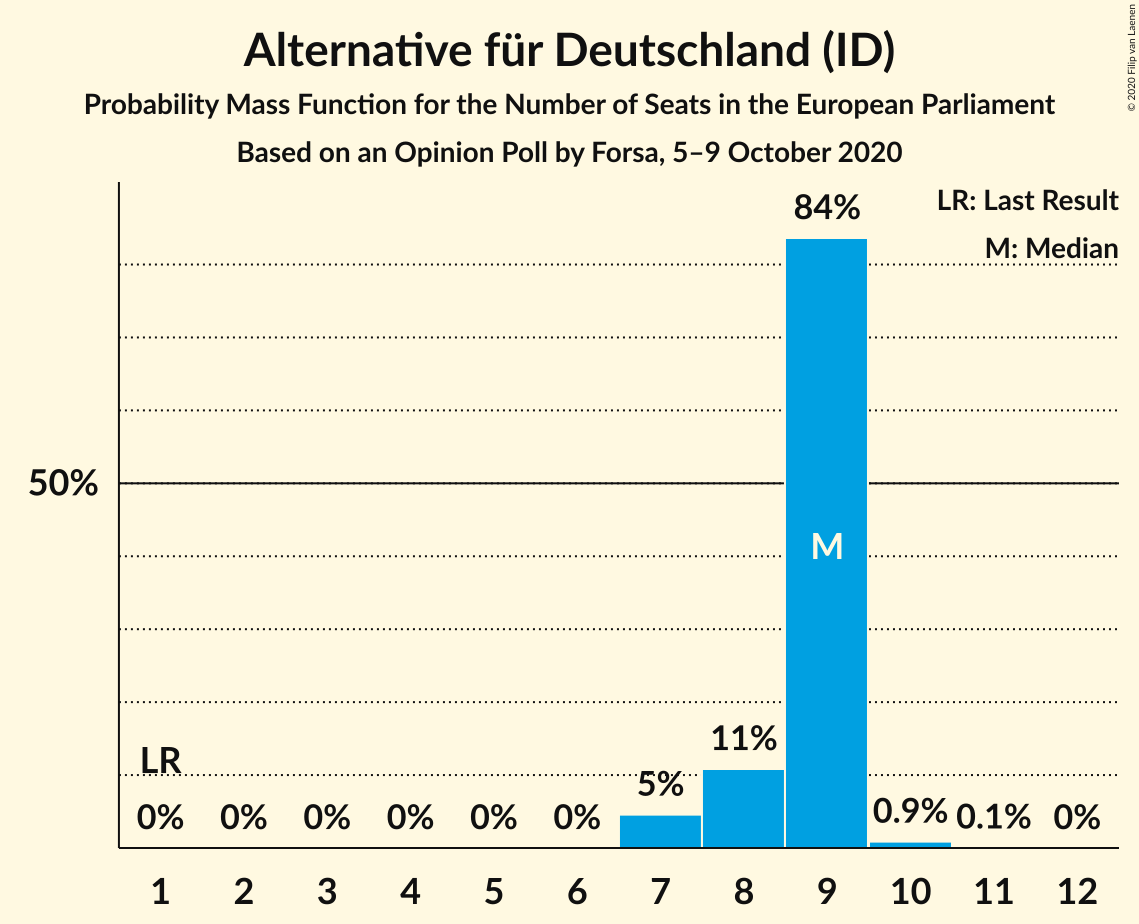 Alternative für Deutschland (ID)
Probability Mass Function for the Number of Seats in the European Parliament
Based on an Opinion Poll by Forsa, 5–9 October 2020
© 2020 Filip van Laenen
LR: Last Result
M: Median
84%
50%
M
LR
11%
5%
0% 0% 0% 0% 0% 0% 0.9% 0.1% 0%
1 2 3 4 5 6 7 8 9 10 11 12